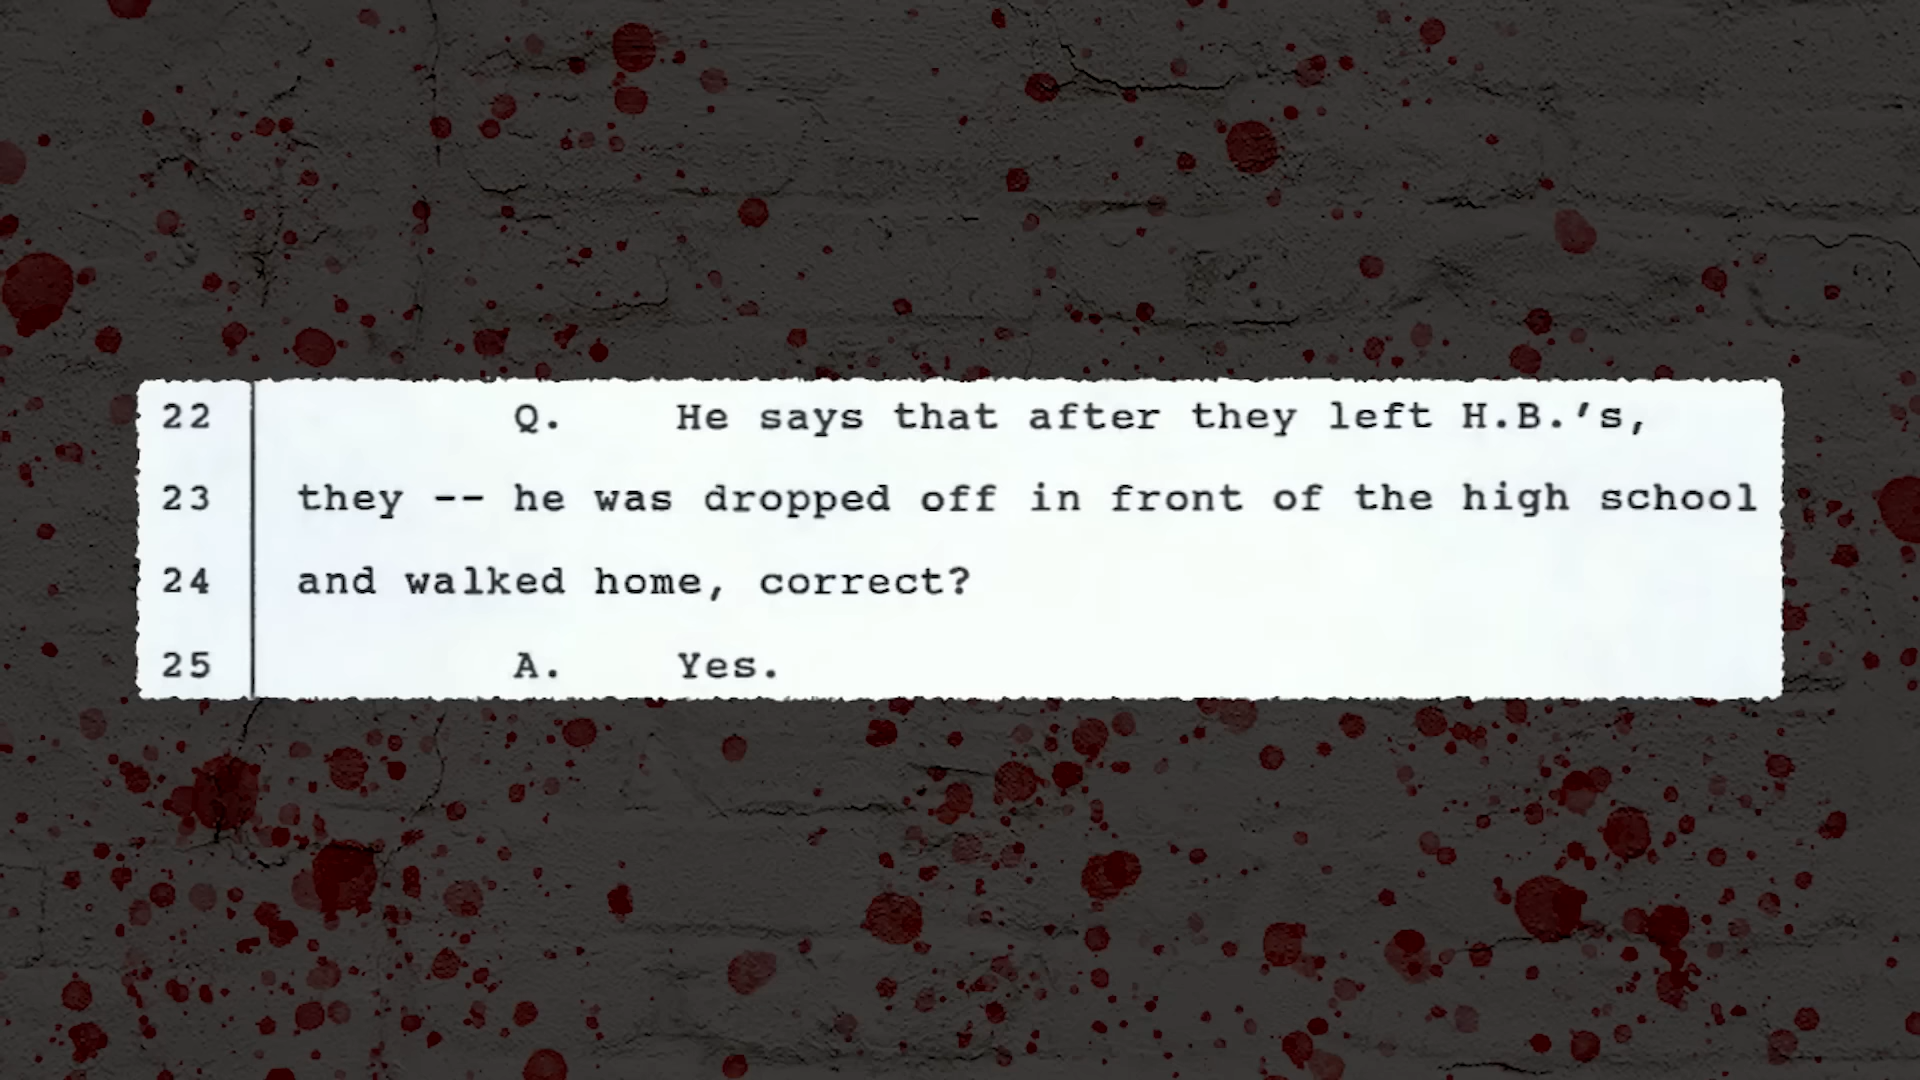 22 Q. He says that after they left H.B.'s,
23 they -- he was dropped off in front of the high school
24 and walked home, correct?
25 A. Yes.